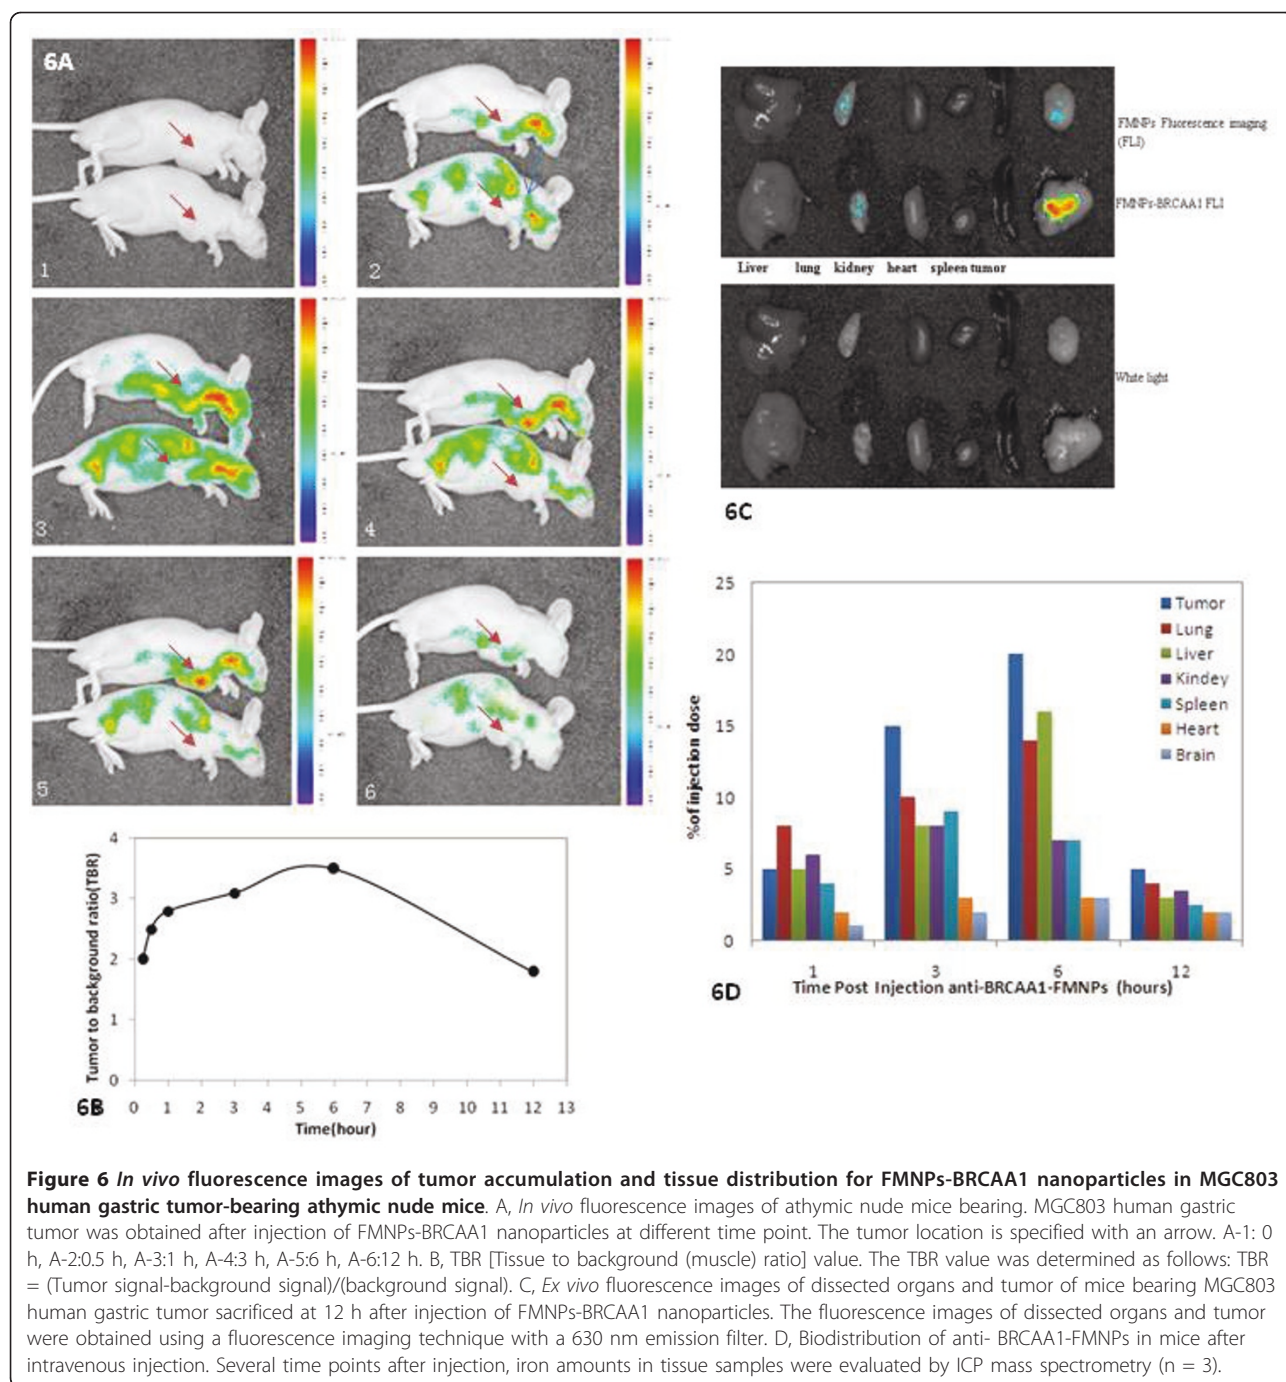 6A
1
2
3
4
5
6
FMNPs Fluorescence imaging
(FLI)
FMNPs-BRCAA1 FLI
Liver lung kidney heart spleen tumor
White light
6C
4
3
2
1
0
Tumor to background ratio(TBR)
0 1 2 3 4 5 6 7 8 9 10 11 12 13
Time(hour)
6B
25
20
15
10
5
0
%of injection dose
Tumor
Lung
Liver
Kindey
Spleen
Heart
Brain
1 3 6 12
Time Post Injection anti-BRCAA1-FMNPs (hours)
6D
Figure 6 In vivo fluorescence images of tumor accumulation and tissue distribution for FMNPs-BRCAA1 nanoparticles in MGC803
human gastric tumor-bearing athymic nude mice. A, In vivo fluorescence images of athymic nude mice bearing. MGC803 human gastric
tumor was obtained after injection of FMNPs-BRCAA1 nanoparticles at different time point. The tumor location is specified with an arrow. A-1: 0
h, A-2:0.5 h, A-3:1 h, A-4:3 h, A-5:6 h, A-6:12 h. B, TBR [Tissue to background (muscle) ratio] value. The TBR value was determined as follows: TBR
= (Tumor signal-background signal)/(background signal). C, Ex vivo fluorescence images of dissected organs and tumor of mice bearing MGC803
human gastric tumor sacrificed at 12 h after injection of FMNPs-BRCAA1 nanoparticles. The fluorescence images of dissected organs and tumor
were obtained using a fluorescence imaging technique with a 630 nm emission filter. D, Biodistribution of anti- BRCAA1-FMNPs in mice after
intravenous injection. Several time points after injection, iron amounts in tissue samples were evaluated by ICP mass spectrometry (n = 3).